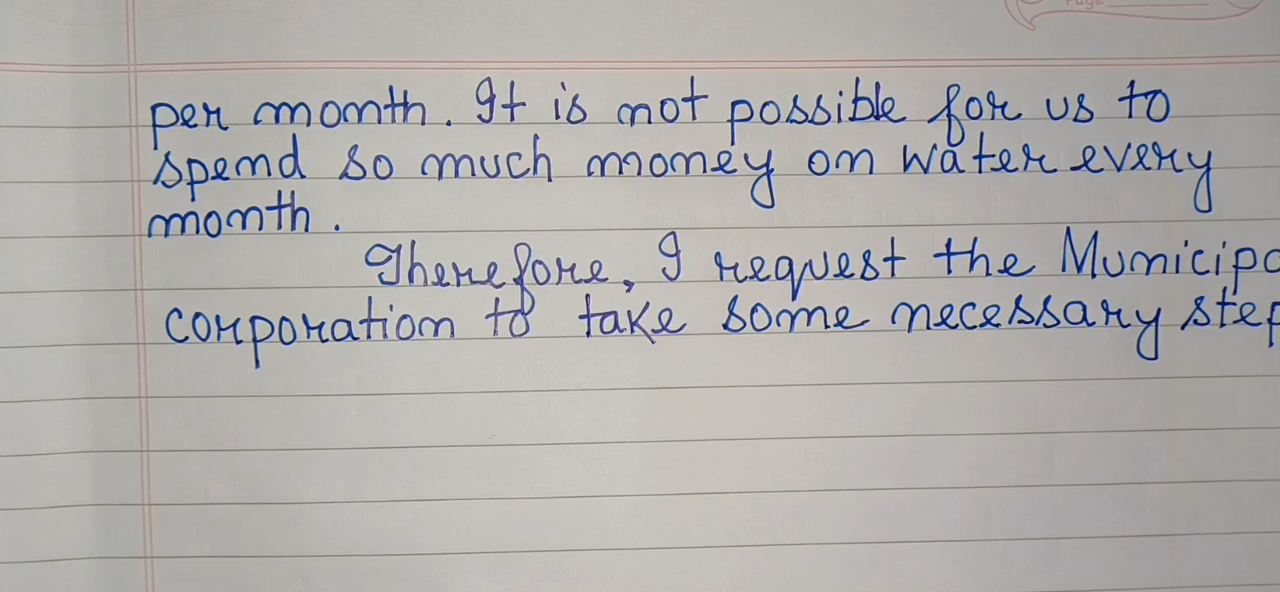 Page
per month. It is not possible for us to
spend so much money on water every
month.
Therefore, I request the Municipa
corporation to take some necessary step